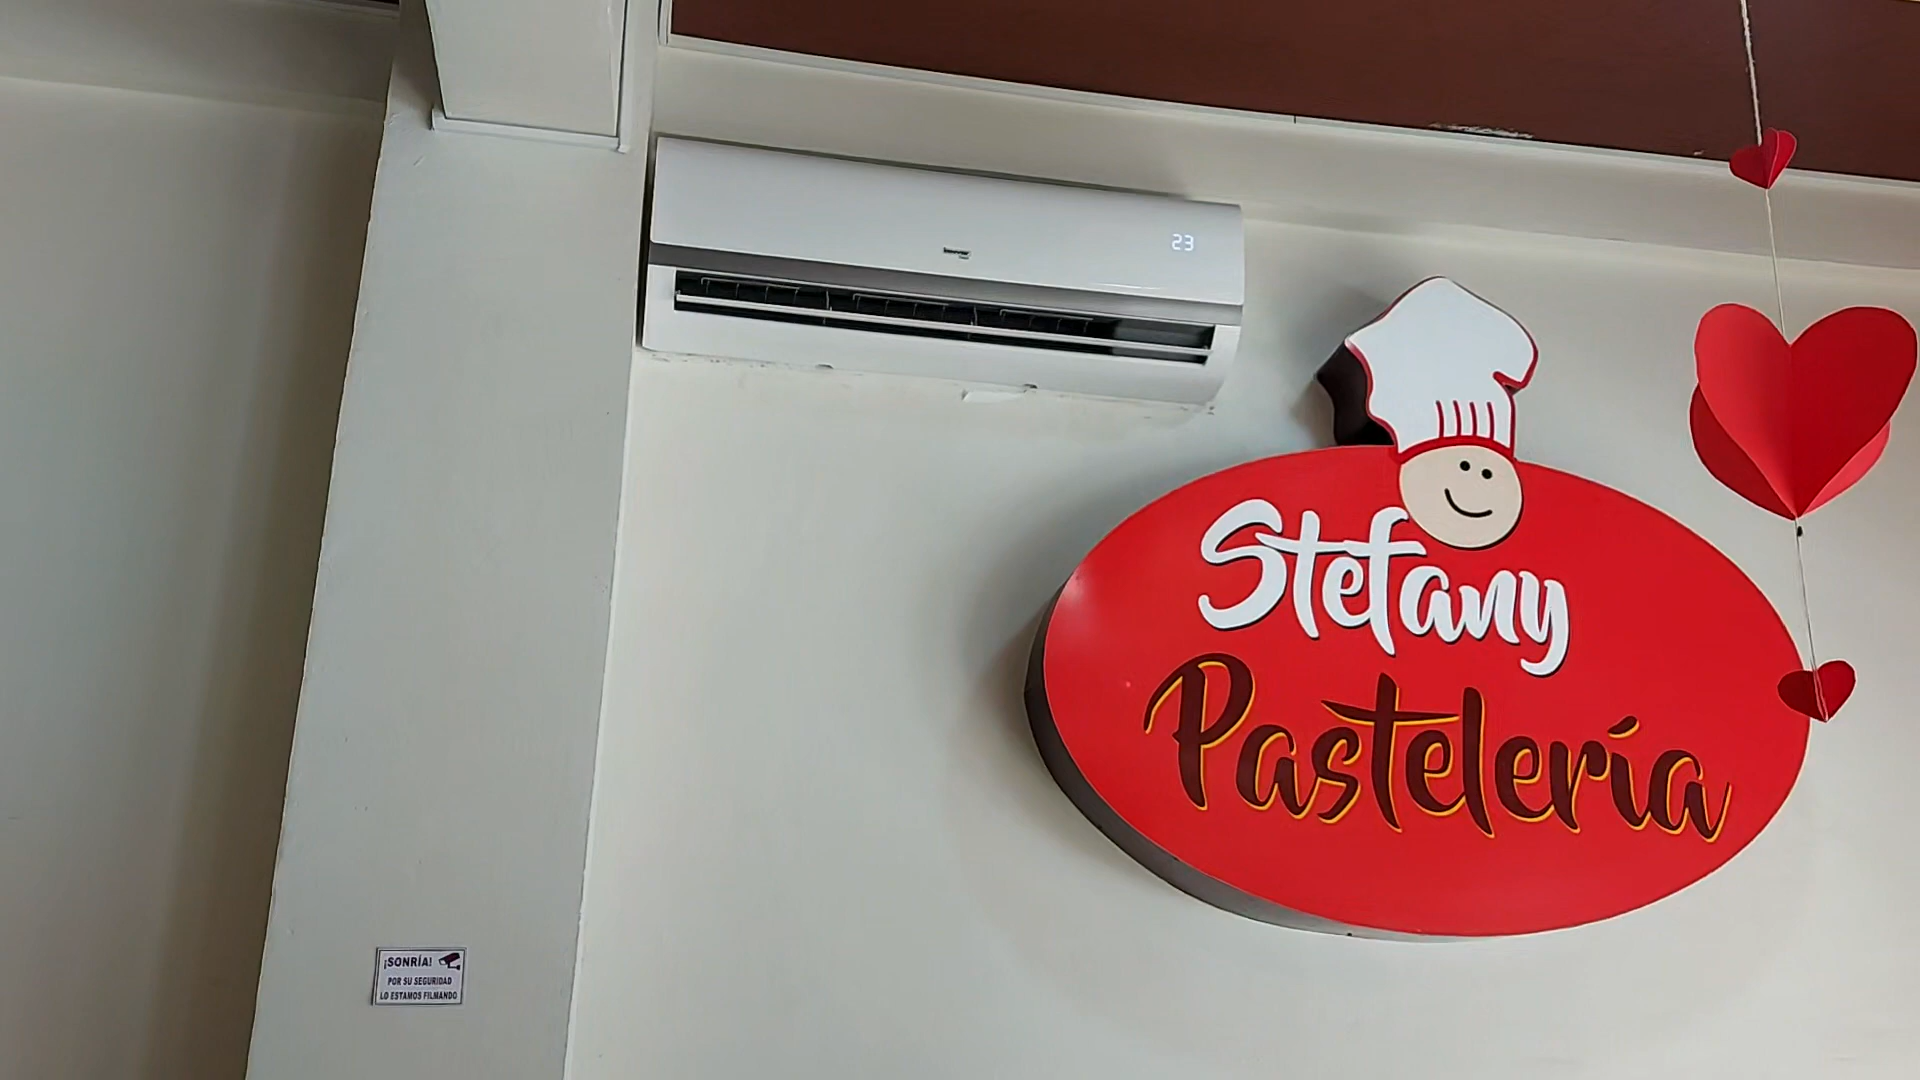 23
Stefany
Pastelería
¡SONRÍA!
POR SU SEGURIDAD
LO ESTAMOS FILMANDO